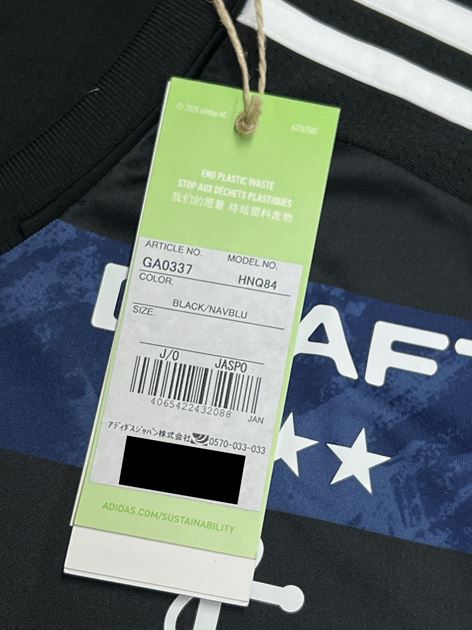 © 2020 adidas AG
END PLASTIC WASTE
STOP AUX DÉCHETS PLASTIQUES
我们的愿景 终结塑料废物
ARTICLE NO. MODEL NO.
GA0337 HNQ84
COLOR.
BLACK/NAVBLU
SIZE.
J/O JASPO
4065422432088
JAN
アディダスジャパン株式会社 0570-033-033
ADIDAS.COM/SUSTAINABILITY
AFT